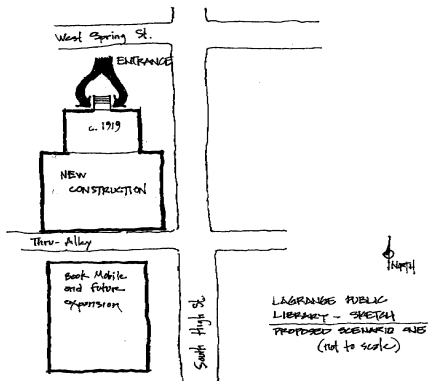 West Spring St.
ENTRANCE
c. 1919
NEW
CONSTRUCTION
Thru-Alley
Book Mobile
and Future
expansion
South High St.
NORTH
LAGRANGE PUBLIC
LIBRARY - SKETCH
PROPOSED SCENARIO ONE
(not to scale)